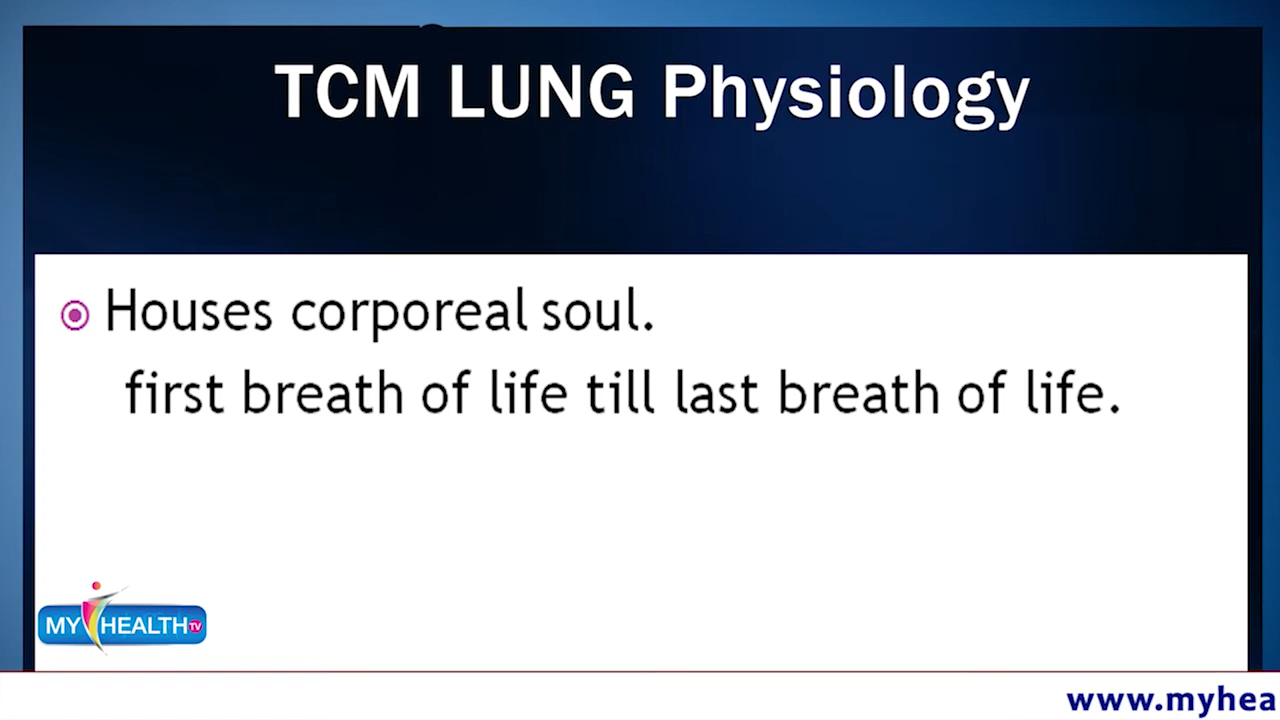 TCM LUNG Physiology
Houses corporeal soul.
first breath of life till last breath of life.
MY HEALTH TV
www.myhea